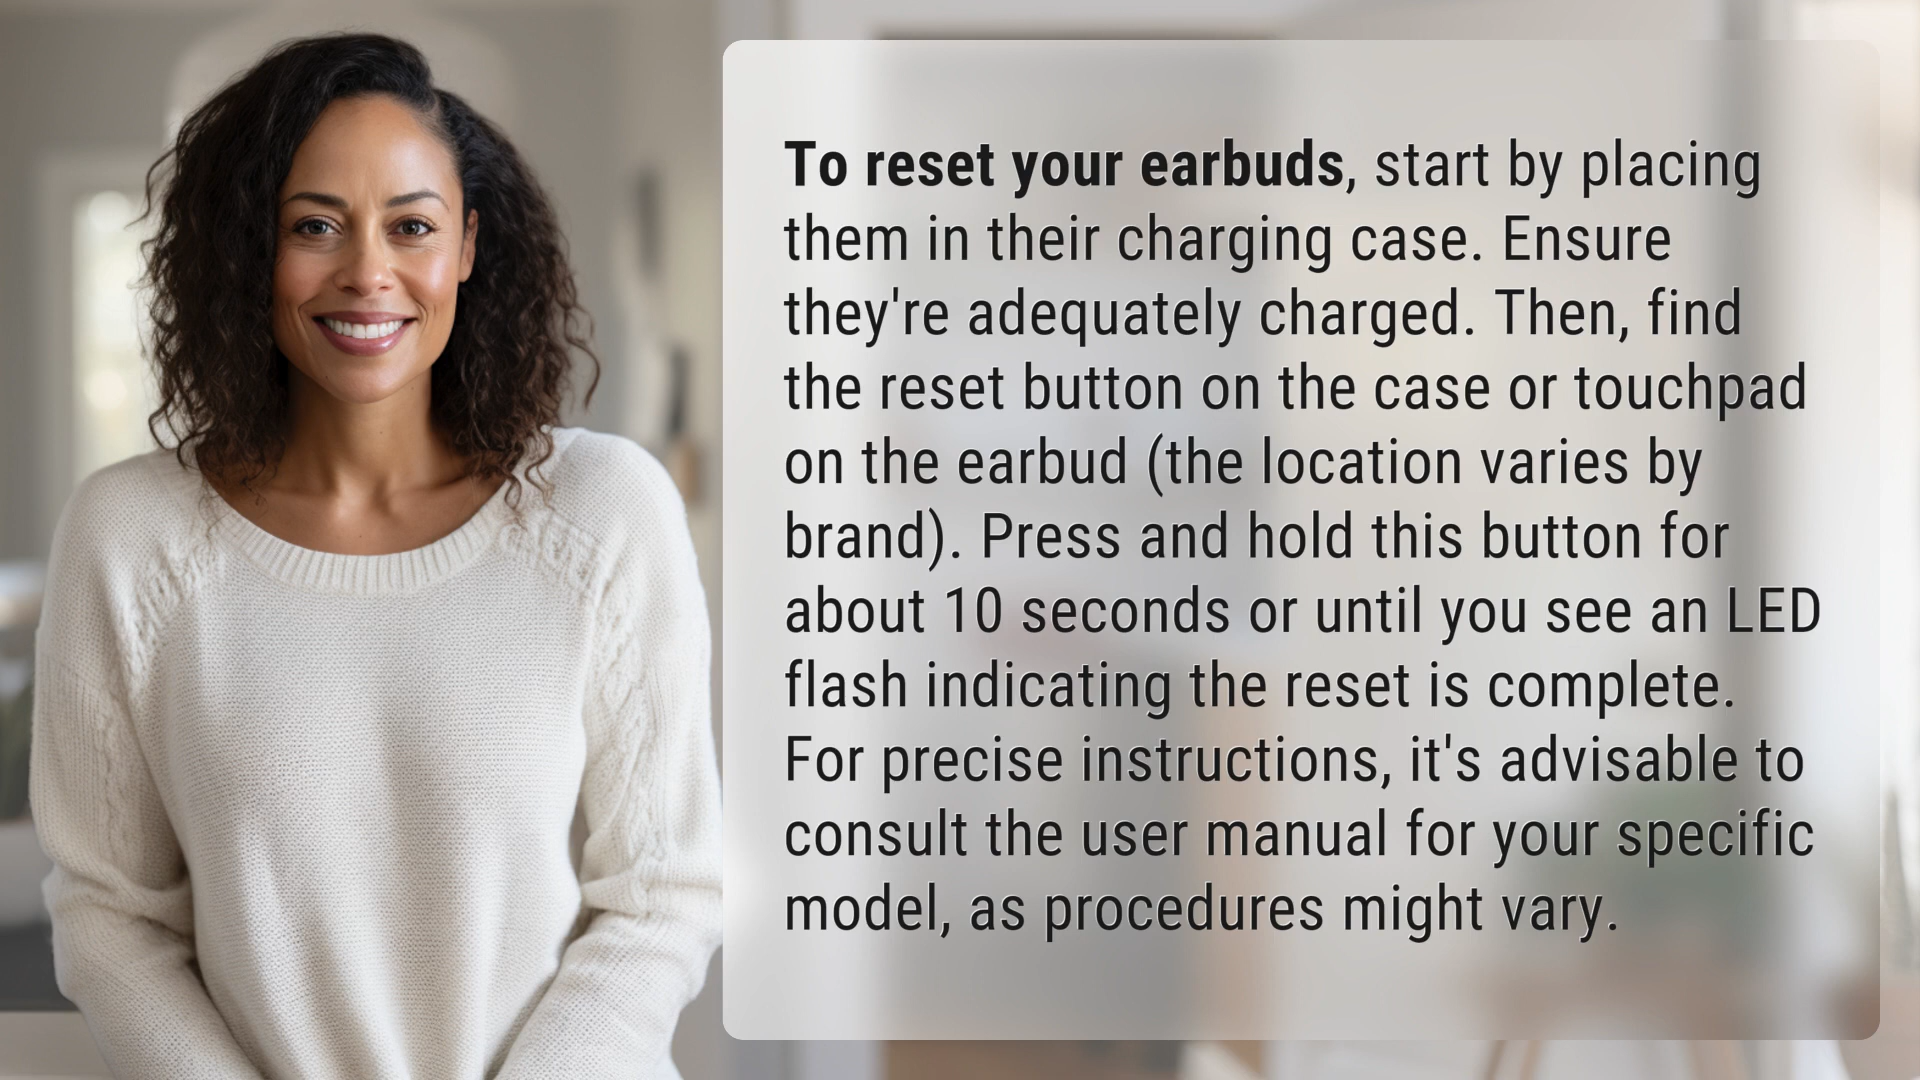 To reset your earbuds, start by placing
them in their charging case. Ensure
they're adequately charged. Then, find
the reset button on the case or touchpad
on the earbud (the location varies by
brand). Press and hold this button for
about 10 seconds or until you see an LED
flash indicating the reset is complete.
For precise instructions, it's advisable to
consult the user manual for your specific
model, as procedures might vary.